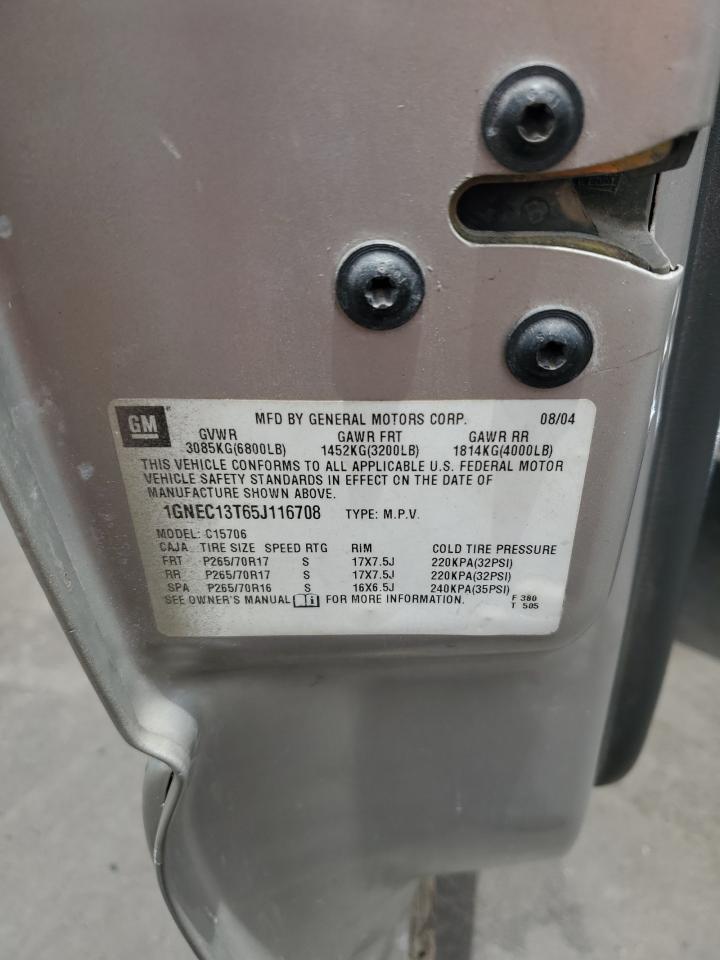 GM MFD BY GENERAL MOTORS CORP. 08/04
GVWR GAWR FRT GAWR RR
3085KG(6800LB) 1452KG(3200LB) 1814KG(4000LB)
THIS VEHICLE CONFORMS TO ALL APPLICABLE U.S. FEDERAL MOTOR
VEHICLE SAFETY STANDARDS IN EFFECT ON THE DATE OF
MANUFACTURE SHOWN ABOVE.
1GNEC13T65J116708 TYPE: M.P.V.
MODEL: C15706
CAJA TIRE SIZE SPEED RTG RIM COLD TIRE PRESSURE
FRT P265/70R17 S 17X7.5J 220KPA(32PSI)
RR P265/70R17 S 17X7.5J 220KPA(32PSI)
SPA P265/70R16 S 16X6.5J 240KPA(35PSI)
SEE OWNER'S MANUAL FOR MORE INFORMATION.
F 380
T 505